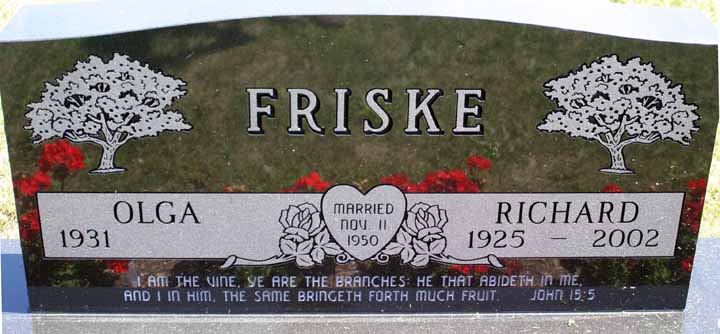 FRISKE
OLGA
1931
MARRIED
NOV. 11
1950
RICHARD
1925 – 2002
I AM THE VINE, YE ARE THE BRANCHES: HE THAT ABIDETH IN ME,
AND I IN HIM, THE SAME BRINGETH FORTH MUCH FRUIT. JOHN 15:5